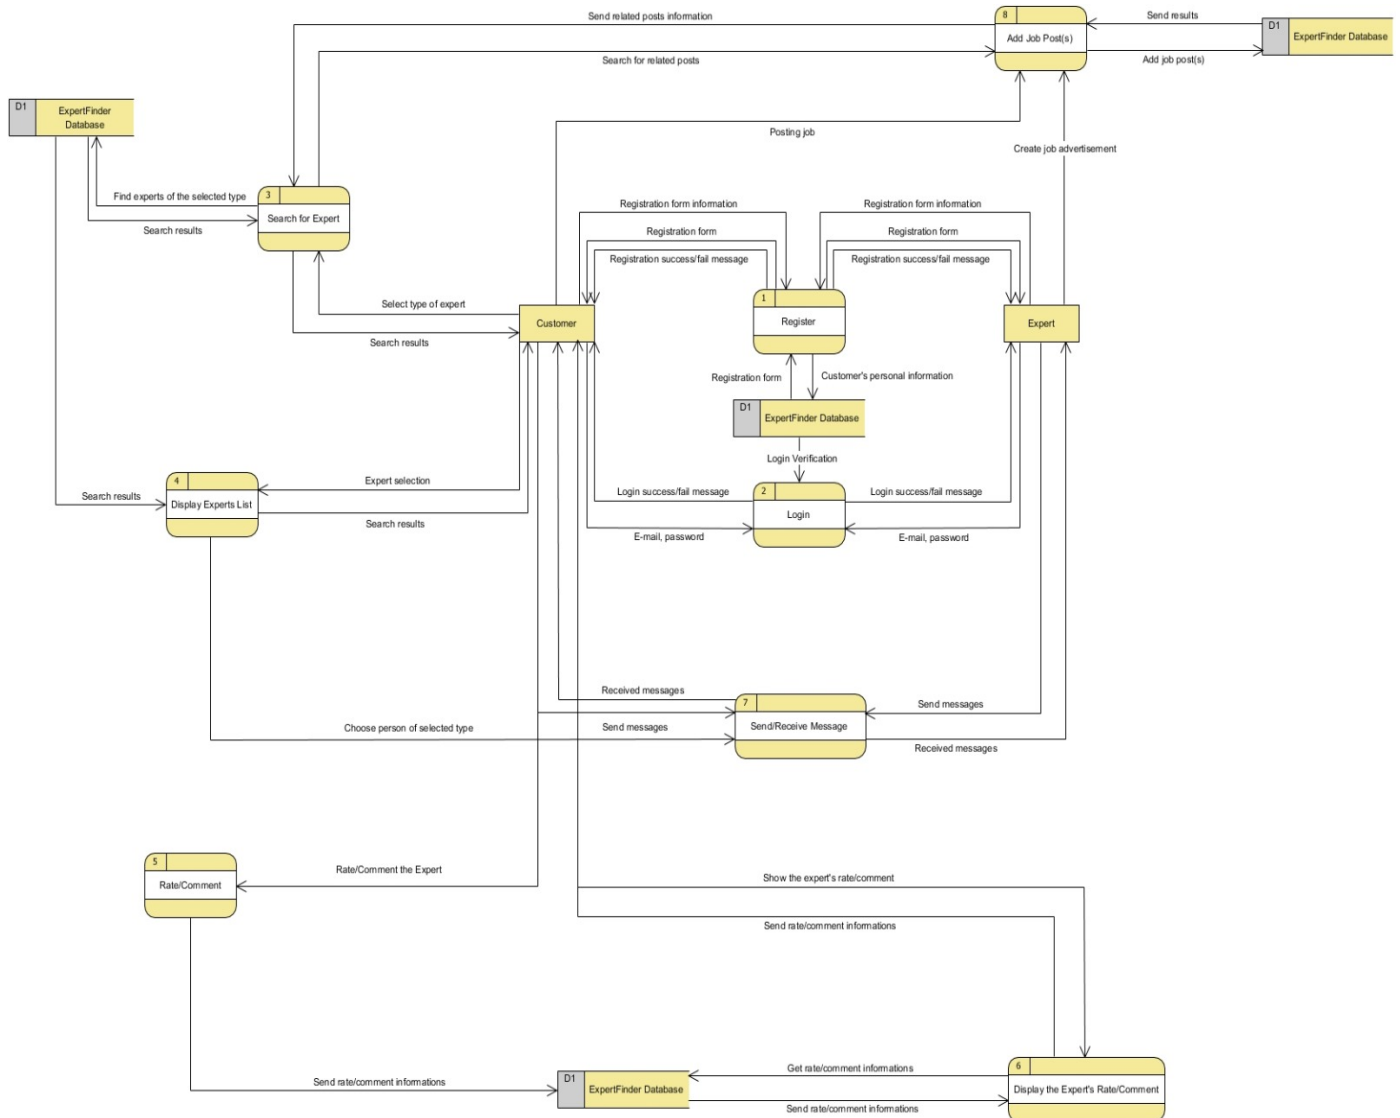 8
Send related posts information
Send results
D1
Add Job Post(s)
ExpertFinder Database
Search for related posts
Add job post(s)
D1
ExpertFinder
Database
Posting job
Create job advertisement
Find experts of the selected type
3
Search for Expert
Search results
Registration form information
Registration form information
Registration form
Registration form
Registration success/fail message
Registration success/fail message
Select type of expert
1
Customer
Register
Expert
Search results
Registration form
Customer's personal information
D1
ExpertFinder Database
Login Verification
4
Expert selection
2
Login success/fail message
Login success/fail message
Search results
Display Experts List
Login
Search results
E-mail, password
E-mail, password
Received messages
7
Send messages
Choose person of selected type
Send messages
Send/Receive Message
Received messages
5
Rate/Comment the Expert
Show the expert's rate/comment
Rate/Comment
Send rate/comment informations
6
Get rate/comment informations
D1
Send rate/comment informations
ExpertFinder Database
Display the Expert's Rate/Comment
Send rate/comment informations